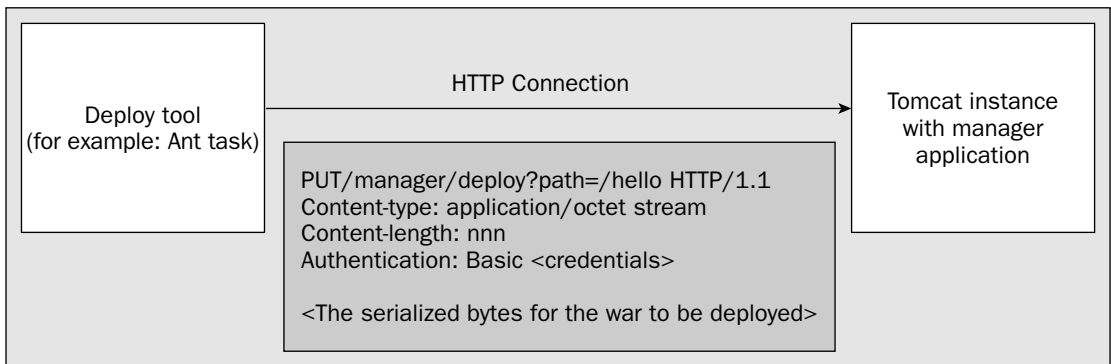 Deploy tool
(for example: Ant task)
HTTP Connection
Tomcat instance
with manager
application
PUT/manager/deploy?path=/hello HTTP/1.1
Content-type: application/octet stream
Content-length: nnn
Authentication: Basic <credentials>
<The serialized bytes for the war to be deployed>